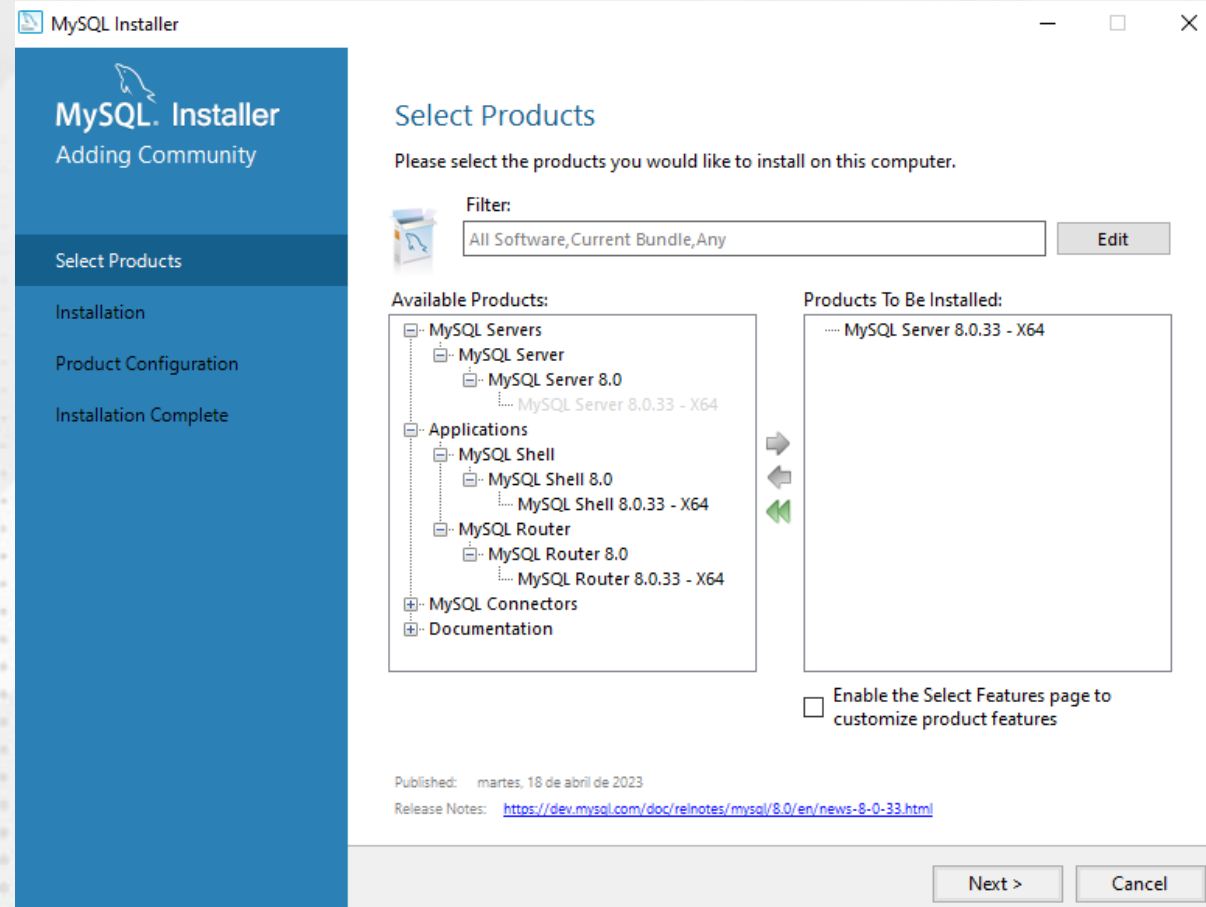 MySQL Installer
MySQL. Installer
Adding Community
Select Products
Installation
Product Configuration
Installation Complete
Select Products
Please select the products you would like to install on this computer.
Filter:
All Software,Current Bundle,Any
Edit
Available Products:
MySQL Servers
MySQL Server
MySQL Server 8.0
MySQL Server 8.0.33 - X64
Applications
MySQL Shell
MySQL Shell 8.0
MySQL Shell 8.0.33 - X64
MySQL Router
MySQL Router 8.0
MySQL Router 8.0.33 - X64
MySQL Connectors
Documentation
Products To Be Installed:
MySQL Server 8.0.33 - X64
Enable the Select Features page to
customize product features
Published: martes, 18 de abril de 2023
Release Notes: https://dev.mysql.com/doc/relnotes/mysql/8.0/en/news-8-0-33.html
Next >
Cancel